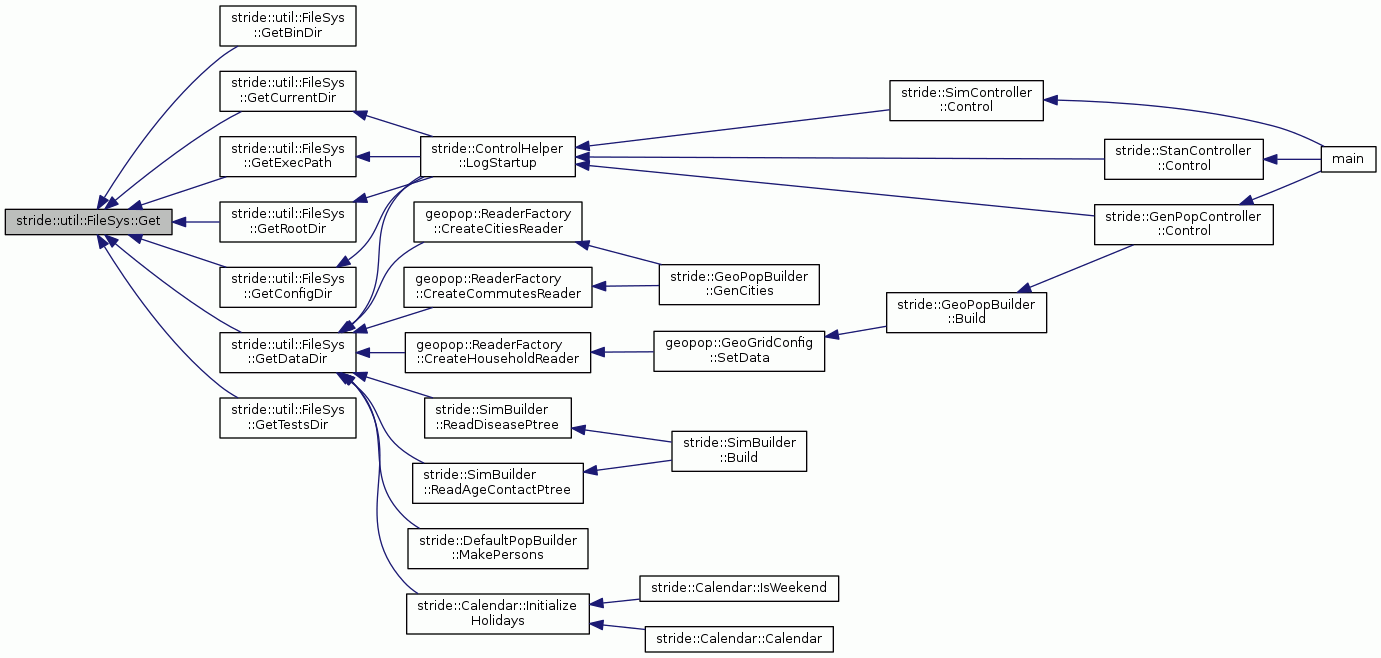 stride::util::FileSys
::GetBinDir
stride::util::FileSys
::GetCurrentDir
stride::util::FileSys
::GetExecPath
stride::util::FileSys::Get
stride::util::FileSys
::GetRootDir
stride::util::FileSys
::GetConfigDir
stride::util::FileSys
::GetDataDir
stride::util::FileSys
::GetTestsDir
stride::ControlHelper
::LogStartup
geopop::ReaderFactory
::CreateCitiesReader
geopop::ReaderFactory
::CreateCommutesReader
geopop::ReaderFactory
::CreateHouseholdReader
stride::SimBuilder
::ReadDiseasePtree
stride::SimBuilder
::ReadAgeContactPtree
stride::DefaultPopBuilder
::MakePersons
stride::Calendar::Initialize
Holidays
stride::GeoPopBuilder
::GenCities
geopop::GeoGridConfig
::SetData
stride::SimBuilder
::Build
stride::Calendar::IsWeekend
stride::Calendar::Calendar
stride::SimController
::Control
stride::GeoPopBuilder
::Build
stride::StanController
::Control
stride::GenPopController
::Control
main